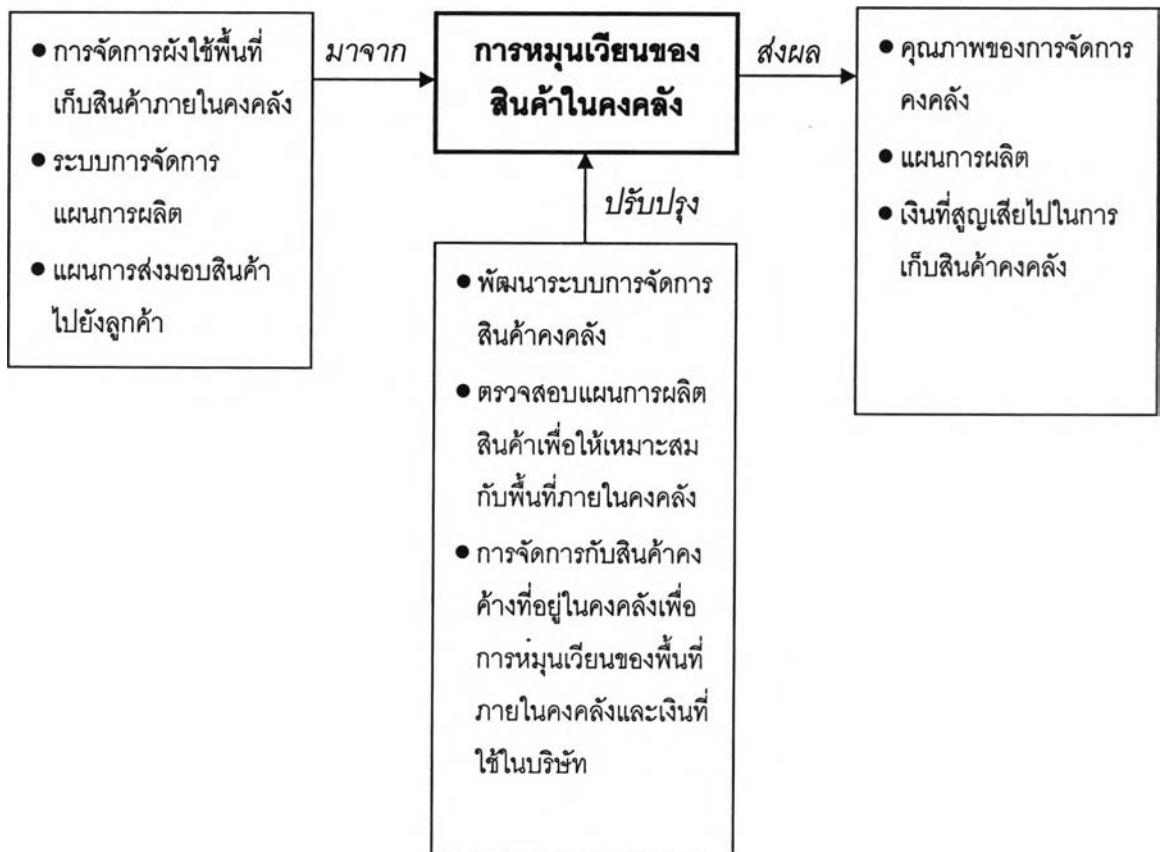 ● การจัดการผังใช้พื้นที่
เก็บสินค้าภายในคงคลัง
● ระบบการจัดการ
แผนการผลิต
● แผนการส่งมอบสินค้า
ไปยังลูกค้า
มาจาก
การหมุนเวียนของ
สินค้าในคงคลัง
ส่งผล
● คุณภาพของการจัดการ
คงคลัง
● แผนการผลิต
● เงินที่สูญเสียไปในการ
เก็บสินค้าคงคลัง
ปรับปรุง
● พัฒนาระบบการจัดการ
สินค้าคงคลัง
● ตรวจสอบแผนการผลิต
สินค้าเพื่อให้เหมาะสม
กับพื้นที่ภายในคงคลัง
● การจัดการกับสินค้าคง
ค้างที่อยู่ในคงคลังเพื่อ
การหมุนเวียนของพื้นที่
ภายในคงคลังและเงินที่
ใช้ในบริษัท